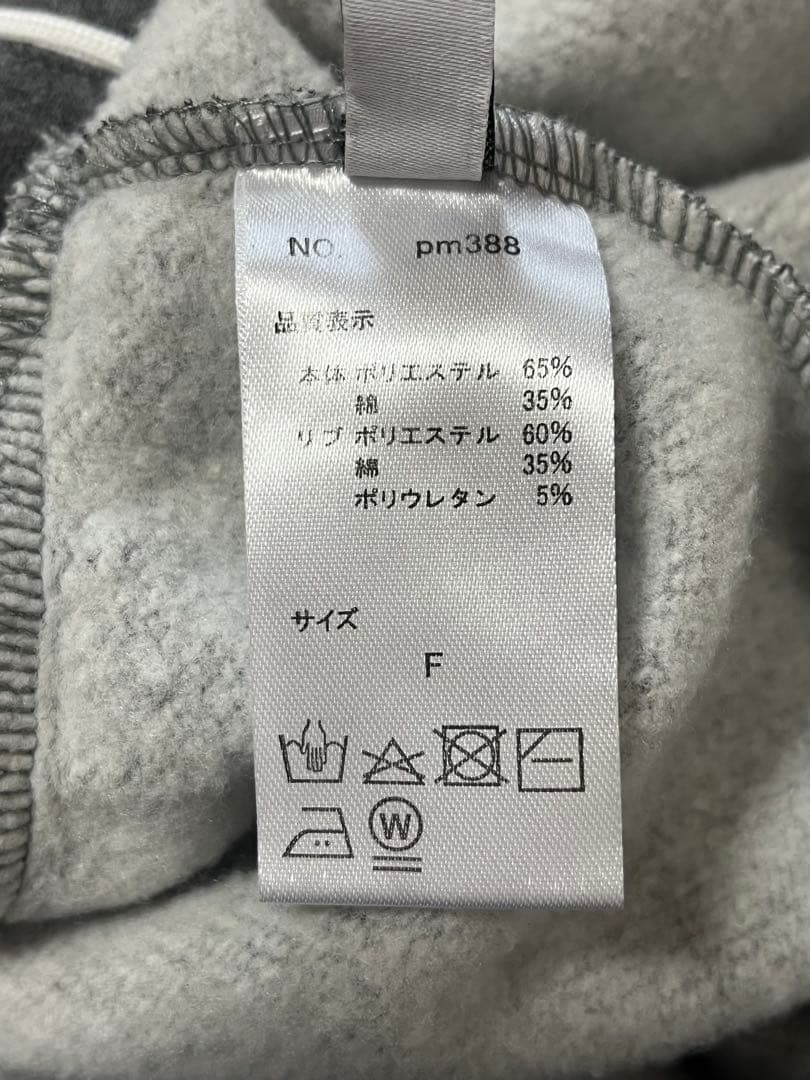 NO pm388
品質表示
本体 ポリエステル 65%
綿 35%
リブ ポリエステル 60%
綿 35%
ポリウレタン 5%
サイズ
F
W